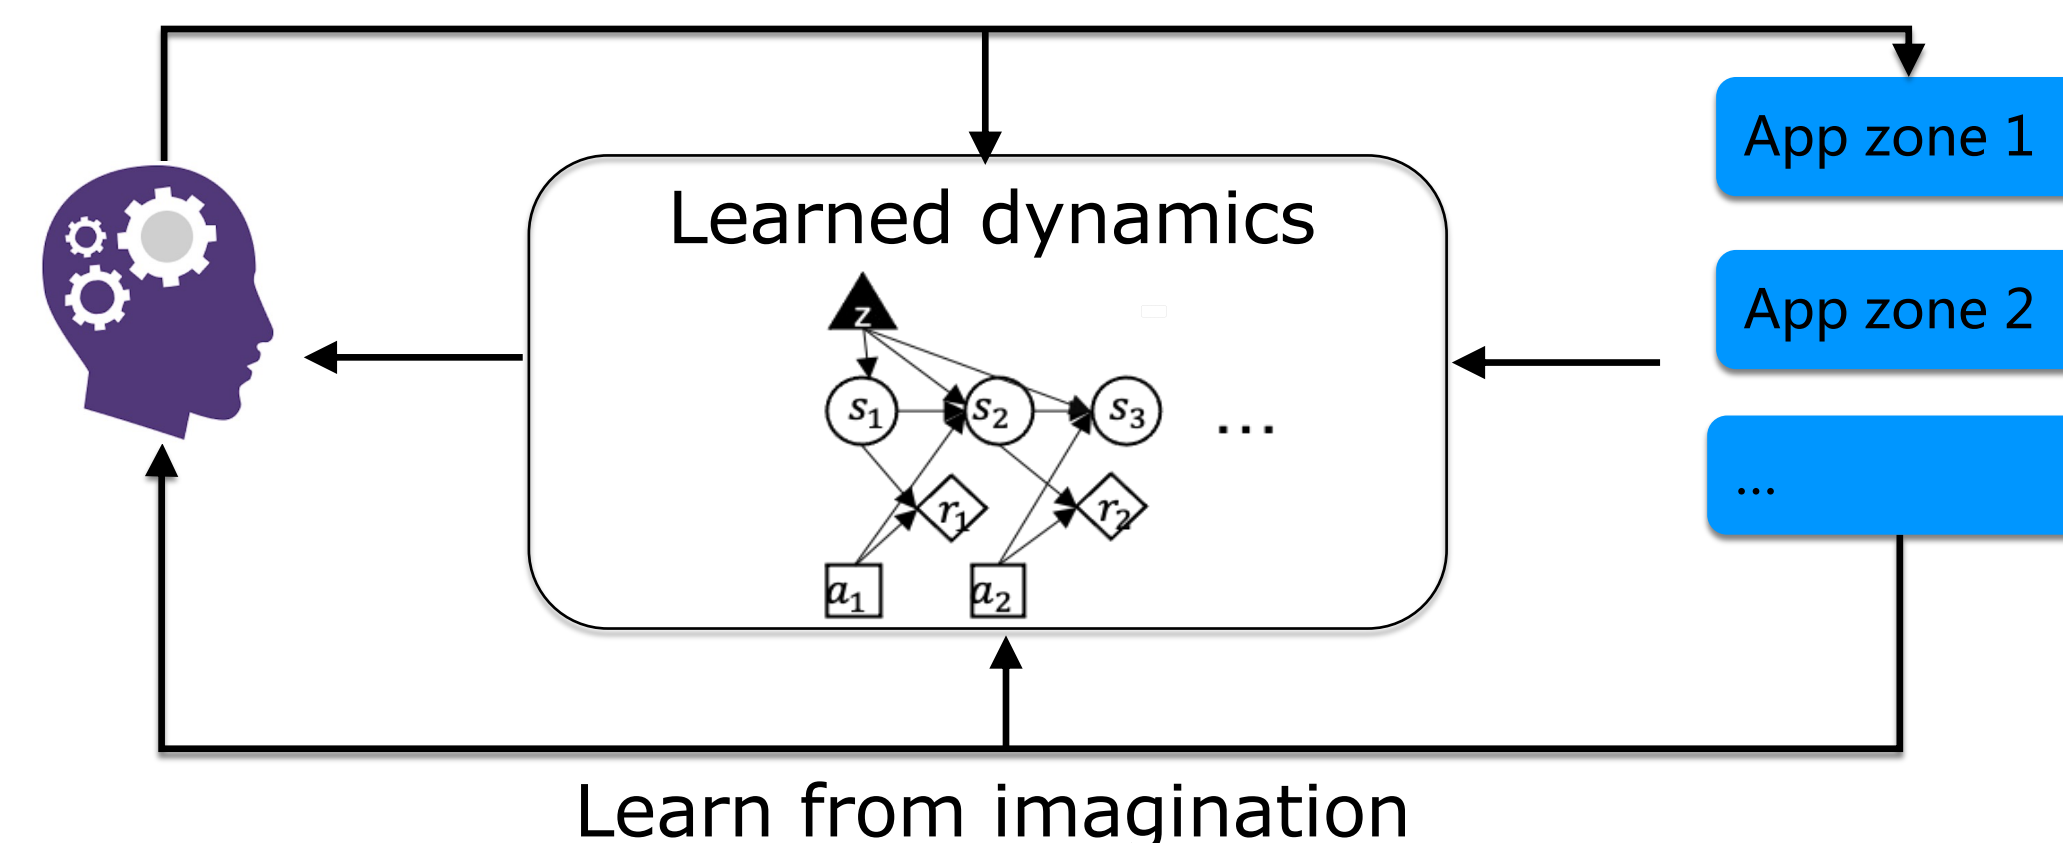 App zone 1
Learned dynamics
App zone 2
z
s₁ s₂ s₃ ...
...
r₁ r₂
a₁ a₂
Learn from imagination